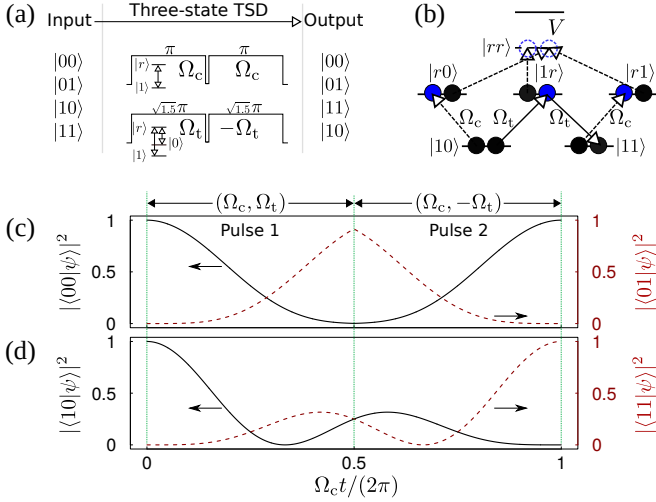 (a) Input Three-state TSD Output
|00⟩ π π |00⟩
|r⟩ Ω_c Ω_c
|01⟩ |1⟩ |01⟩
|10⟩ √1.5π √1.5π |11⟩
|r⟩ Ω_t −Ω_t
|11⟩ |0⟩ |10⟩
|1⟩
(b) V
|rr⟩
|r0⟩ |1r⟩ |r1⟩
Ω_c Ω_t Ω_t Ω_c
|10⟩ |11⟩
(Ω_c, Ω_t) (Ω_c, −Ω_t)
(c) Pulse 1 Pulse 2
|⟨00|ψ⟩|²
1 0.5 0
1 0.5 0
|⟨01|ψ⟩|²
(d)
|⟨10|ψ⟩|²
1 0.5 0
1 0.5 0
|⟨11|ψ⟩|²
0 0.5 1
Ω_c t/(2π)